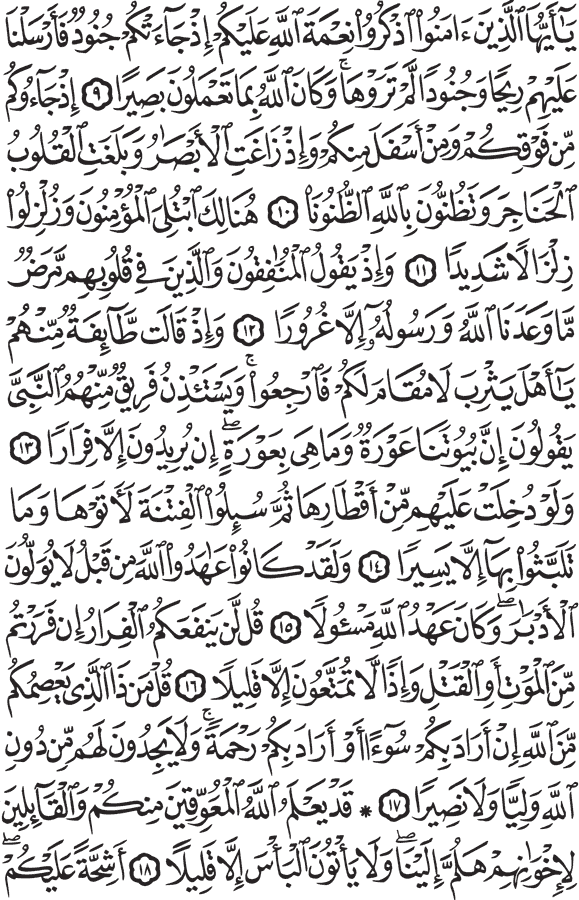 يَـٰٓأَيُّهَا ٱلَّذِينَ ءَامَنُوا۟ ٱذْكُرُوا۟ نِعْمَةَ ٱللَّهِ عَلَيْكُمْ إِذْ جَآءَتْكُمْ جُنُودٌ فَأَرْسَلْنَا
عَلَيْهِمْ رِيحًا وَجُنُودًا لَّمْ تَرَوْهَا ۚ وَكَانَ ٱللَّهُ بِمَا تَعْمَلُونَ بَصِيرًا ٩ إِذْ جَآءُوكُم
مِّن فَوْقِكُمْ وَمِنْ أَسْفَلَ مِنكُمْ وَإِذْ زَاغَتِ ٱلْأَبْصَـٰرُ وَبَلَغَتِ ٱلْقُلُوبُ
ٱلْحَنَاجِرَ وَتَظُنُّونَ بِٱللَّهِ ٱلظُّنُونَا۠ ١٠ هُنَالِكَ ٱبْتُلِىَ ٱلْمُؤْمِنُونَ وَزُلْزِلُوا۟
زِلْزَالًا شَدِيدًا ١١ وَإِذْ يَقُولُ ٱلْمُنَـٰفِقُونَ وَٱلَّذِينَ فِى قُلُوبِهِم مَّرَضٌ
مَّا وَعَدَنَا ٱللَّهُ وَرَسُولُهُۥٓ إِلَّا غُرُورًا ١٢ وَإِذْ قَالَت طَّآئِفَةٌ مِّنْهُمْ
يَـٰٓأَهْلَ يَثْرِبَ لَا مُقَامَ لَكُمْ فَٱرْجِعُوا۟ ۚ وَيَسْتَـْٔذِنُ فَرِيقٌ مِّنْهُمُ ٱلنَّبِىَّ
يَقُولُونَ إِنَّ بُيُوتَنَا عَوْرَةٌ وَمَا هِىَ بِعَوْرَةٍ ۖ إِن يُرِيدُونَ إِلَّا فِرَارًا ١٣
وَلَوْ دُخِلَتْ عَلَيْهِم مِّنْ أَقْطَارِهَا ثُمَّ سُئِلُوا۟ ٱلْفِتْنَةَ لَـَٔاتَوْهَا وَمَا
تَلَبَّثُوا۟ بِهَآ إِلَّا يَسِيرًا ١٤ وَلَقَدْ كَانُوا۟ عَـٰهَدُوا۟ ٱللَّهَ مِن قَبْلُ لَا يُوَلُّونَ
ٱلْأَدْبَـٰرَ ۚ وَكَانَ عَهْدُ ٱللَّهِ مَسْـُٔولًا ١٥ قُل لَّن يَنفَعَكُمُ ٱلْفِرَارُ إِن فَرَرْتُم
مِّنَ ٱلْمَوْتِ أَوِ ٱلْقَتْلِ وَإِذًا لَّا تُمَتَّعُونَ إِلَّا قَلِيلًا ١٦ قُلْ مَن ذَا ٱلَّذِى يَعْصِمُكُم
مِّنَ ٱللَّهِ إِنْ أَرَادَ بِكُمْ سُوٓءًا أَوْ أَرَادَ بِكُمْ رَحْمَةً ۚ وَلَا يَجِدُونَ لَهُم مِّن دُونِ
ٱللَّهِ وَلِيًّا وَلَا نَصِيرًا ١٧ * قَدْ يَعْلَمُ ٱللَّهُ ٱلْمُعَوِّقِينَ مِنكُمْ وَٱلْقَآئِلِينَ
لِإِخْوَٰنِهِمْ هَلُمَّ إِلَيْنَا ۖ وَلَا يَأْتُونَ ٱلْبَأْسَ إِلَّا قَلِيلًا ١٨ أَشِحَّةً عَلَيْكُمْ ۖ